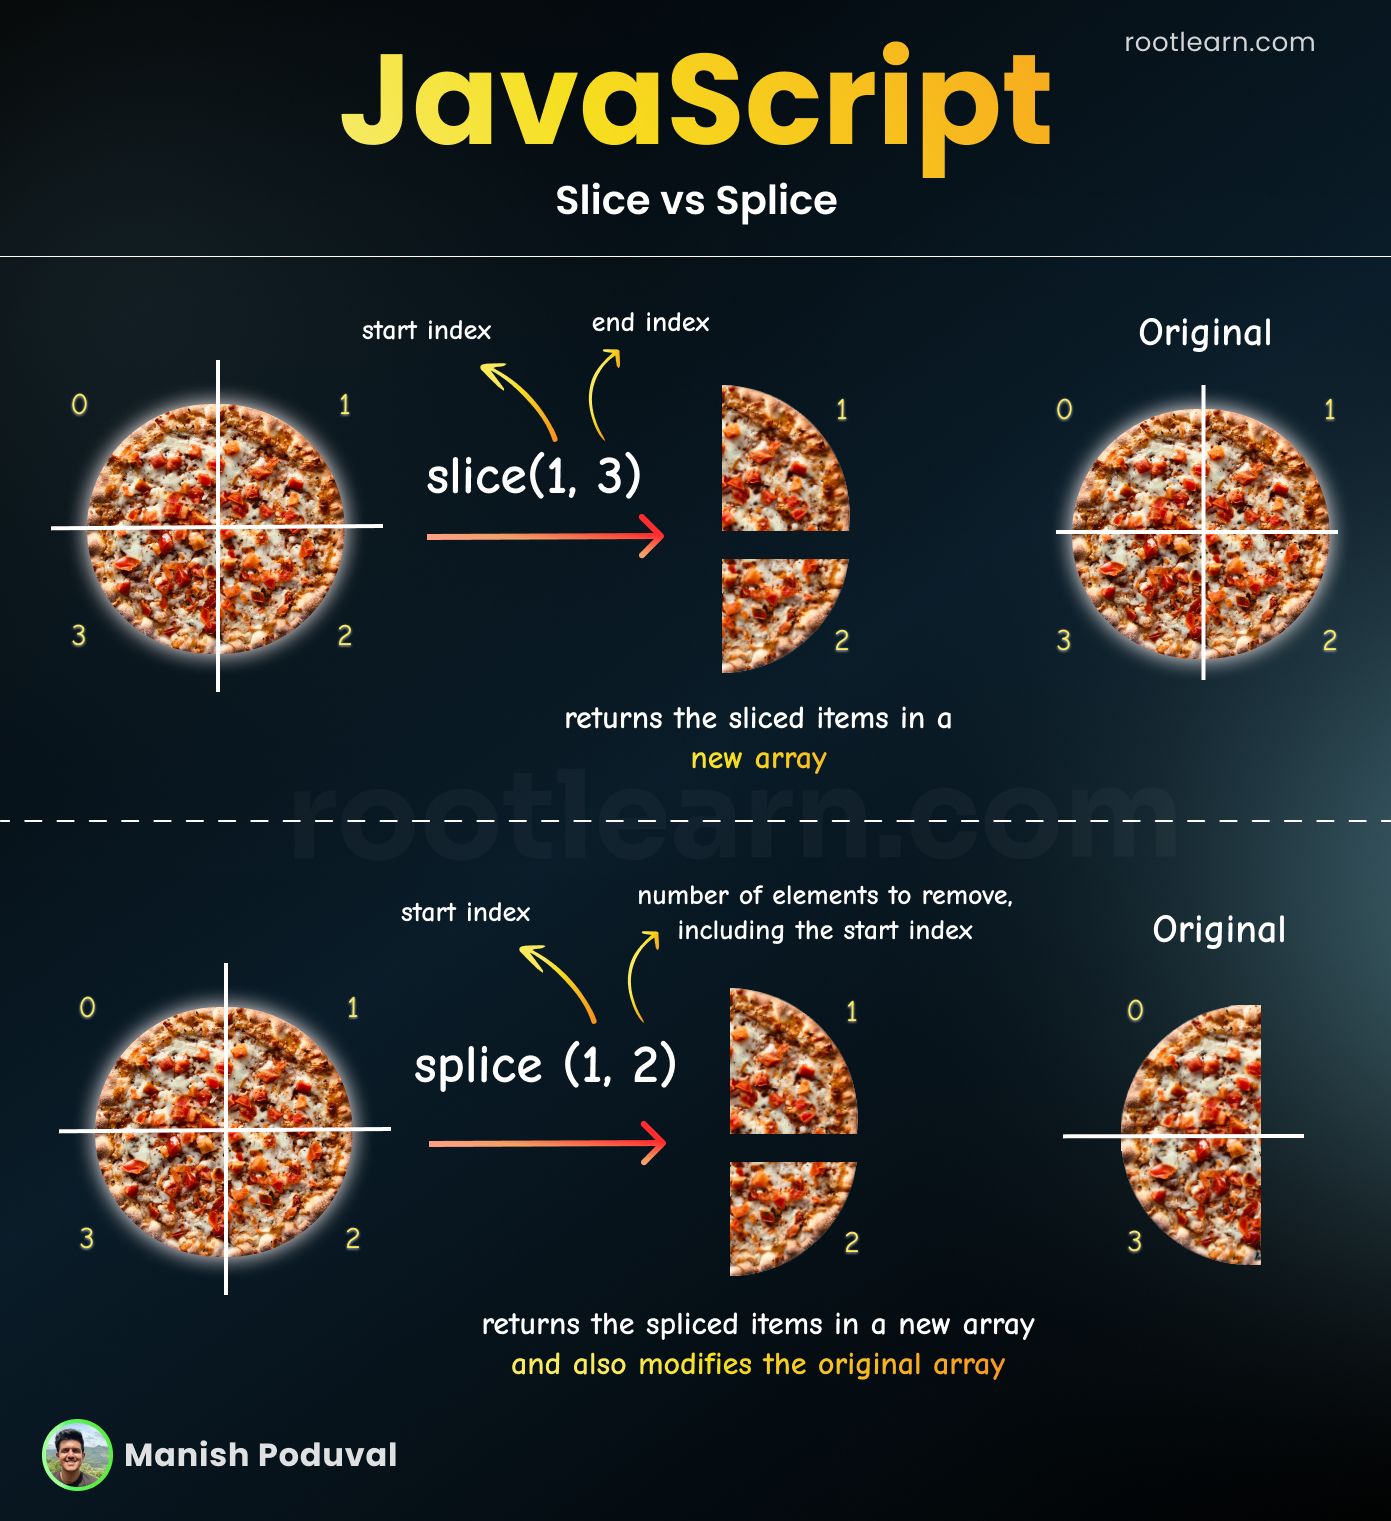 rootlearn.com
JavaScript
Slice vs Splice
start index
end index
Original
0
1
slice(1, 3)
1
0
1
3
2
2
3
2
returns the sliced items in a
new array
rootlearn.com
start index
number of elements to remove,
including the start index
Original
0
1
splice (1, 2)
1
0
3
2
2
3
returns the spliced items in a new array
and also modifies the original array
Manish Poduval